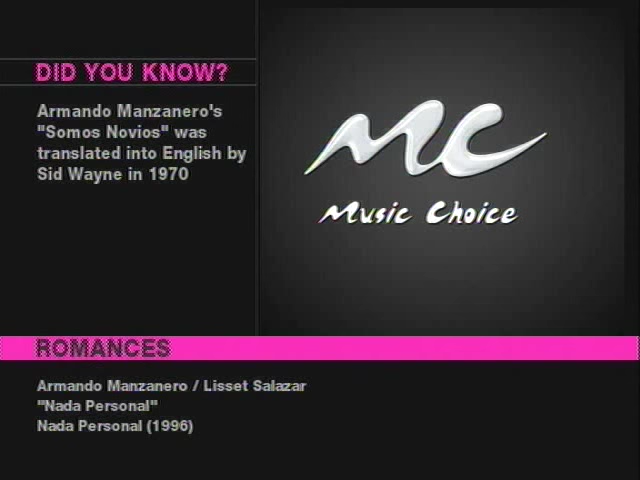 DID YOU KNOW?
Armando Manzanero's
"Somos Novios" was
translated into English by
Sid Wayne in 1970
MC
Music Choice
ROMANCES
Armando Manzanero / Lisset Salazar
"Nada Personal"
Nada Personal (1996)